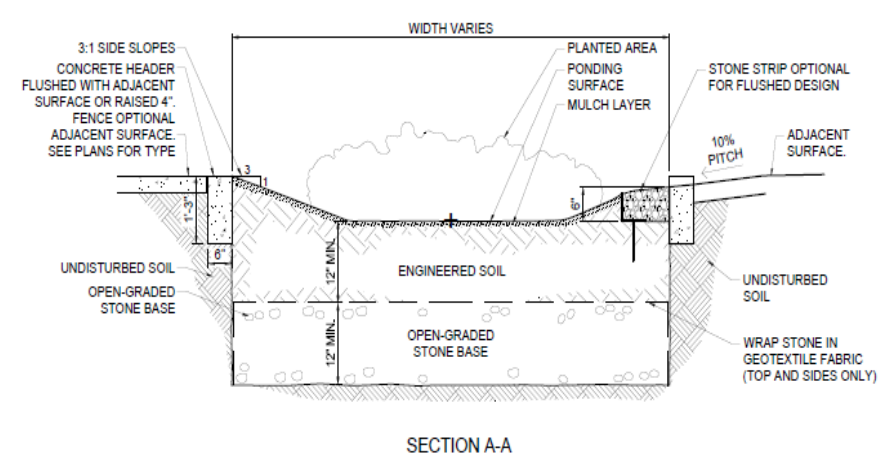 WIDTH VARIES
3:1 SIDE SLOPES
CONCRETE HEADER
FLUSHED WITH ADJACENT
SURFACE OR RAISED 4".
FENCE OPTIONAL
ADJACENT SURFACE.
SEE PLANS FOR TYPE
PLANTED AREA
PONDING
SURFACE
MULCH LAYER
STONE STRIP OPTIONAL
FOR FLUSHED DESIGN
10%
PITCH
ADJACENT
SURFACE.
3
1
1'-3"
6"
6"
UNDISTURBED SOIL
OPEN-GRADED
STONE BASE
12" MIN.
ENGINEERED SOIL
12" MIN.
OPEN-GRADED
STONE BASE
UNDISTURBED
SOIL
WRAP STONE IN
GEOTEXTILE FABRIC
(TOP AND SIDES ONLY)
SECTION A-A